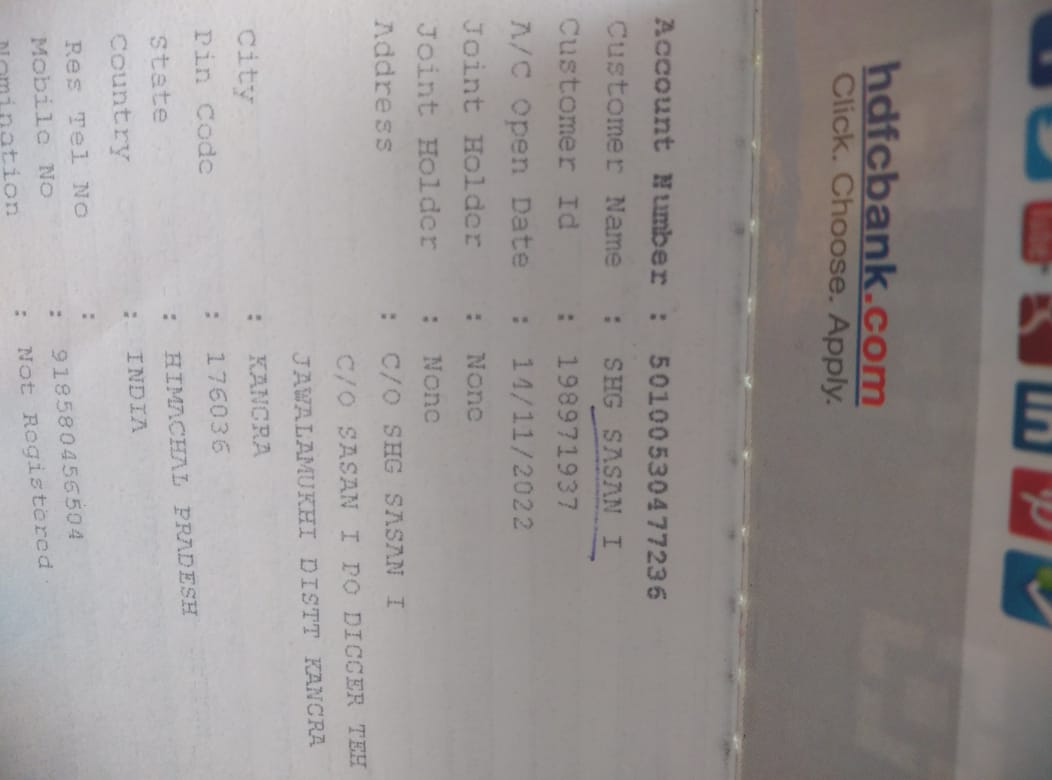 hdfcbank.com
Click. Choose. Apply.
Account Number : 50100530477236
Customer Name : SHG SASAN I
Customer Id : 198971937
A/C Open Date : 14/11/2022
Joint Holder : None
Joint Holder : None
Address : C/O SHG SASAN I
C/O SASAN I PO DIGGER TEH
JAWALAMUKHI DISTT KANGRA
City : KANGRA
Pin Code : 176036
State : HIMACHAL PRADESH
Country : INDIA
Res Tel No :
Mobile No : 918580456504
Nomination : Not Registered